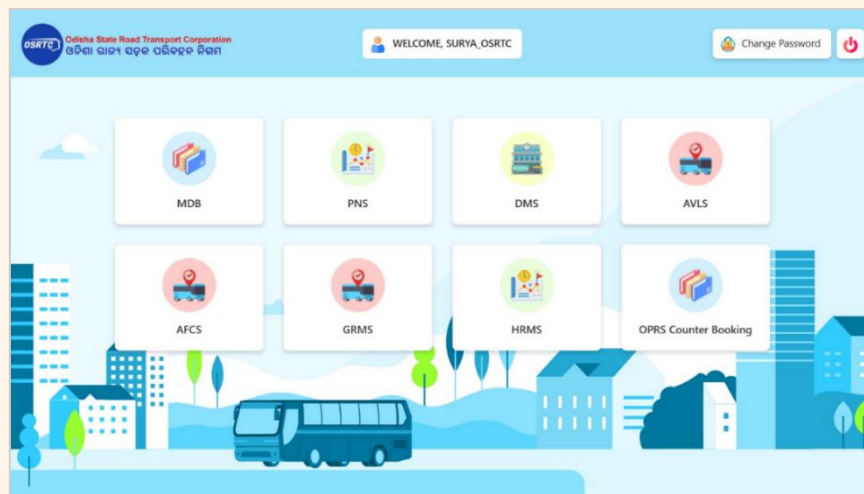 OSRTC
Odisha State Road Transport Corporation
ଓଡିଶା ରାଜ୍ୟ ସଡ଼କ ପରିବହନ ନିଗମ
WELCOME, SURYA_OSRTC
Change Password
MDB
PNS
DMS
AVLS
AFCS
GRMS
HRMS
OPRS Counter Booking